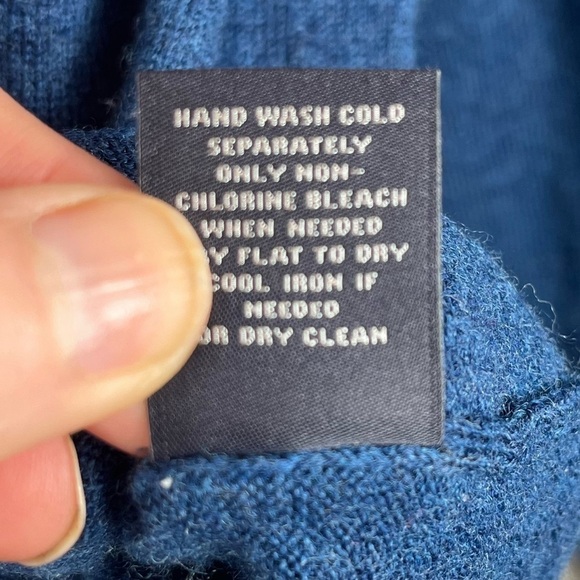 HAND WASH COLD
SEPARATELY
ONLY NON-
CHLORINE BLEACH
WHEN NEEDED
FLAT TO DRY
COOL IRON IF
NEEDED
OR DRY CLEAN